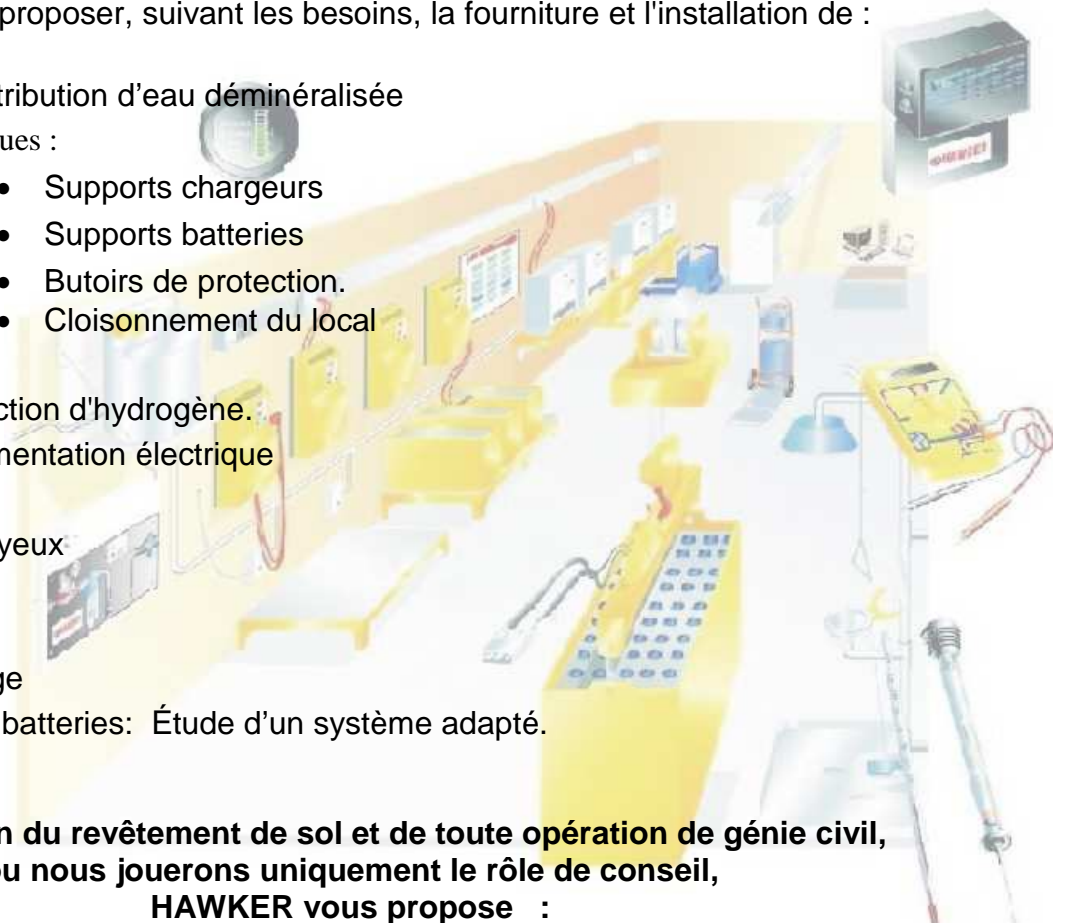 proposer, suivant les besoins, la fourniture et l'installation de :
tribution d’eau déminéralisée
ues :
• Supports chargeurs
• Supports batteries
• Butoirs de protection.
• Cloisonnement du local
ction d'hydrogène.
mentation électrique
yeux
ge
batteries: Étude d’un système adapté.
n du revêtement de sol et de toute opération de génie civil,
ou nous jouerons uniquement le rôle de conseil,
HAWKER vous propose :